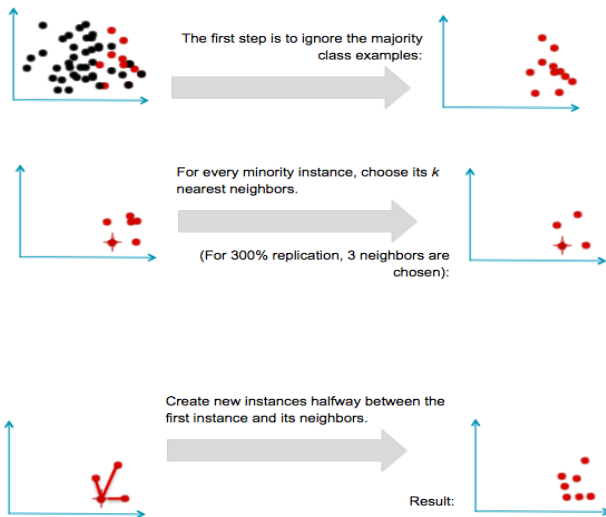 The first step is to ignore the majority
class examples:
For every minority instance, choose its k
nearest neighbors.
(For 300% replication, 3 neighbors are
chosen):
Create new instances halfway between the
first instance and its neighbors.
Result: